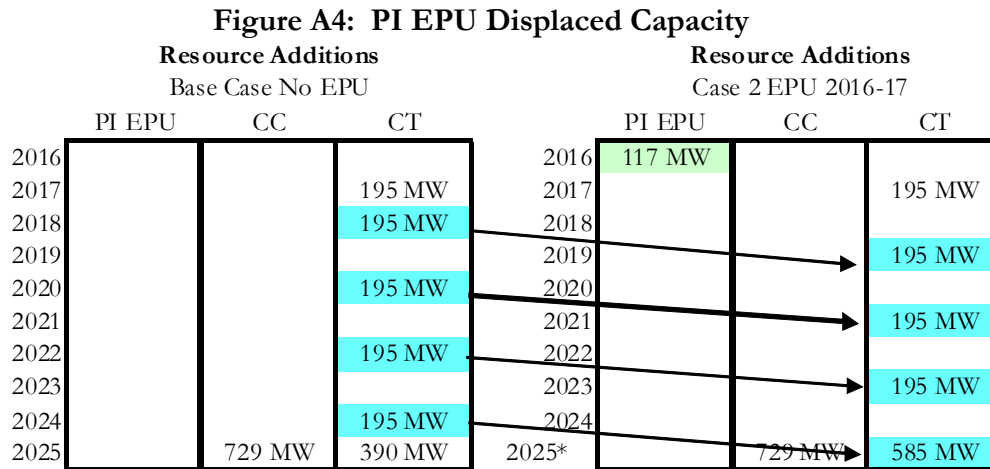 Figure A4: PI EPU Displaced Capacity
Resource Additions Resource Additions
Base Case No EPU Case 2 EPU 2016-17
PI EPU CC CT PI EPU CC CT
2016 2016 117 MW
2017 195 MW 2017 195 MW
2018 195 MW 2018
2019 2019 195 MW
2020 195 MW 2020
2021 2021 195 MW
2022 195 MW 2022
2023 2023 195 MW
2024 195 MW 2024
2025 729 MW 390 MW 2025* 729 MW 585 MW